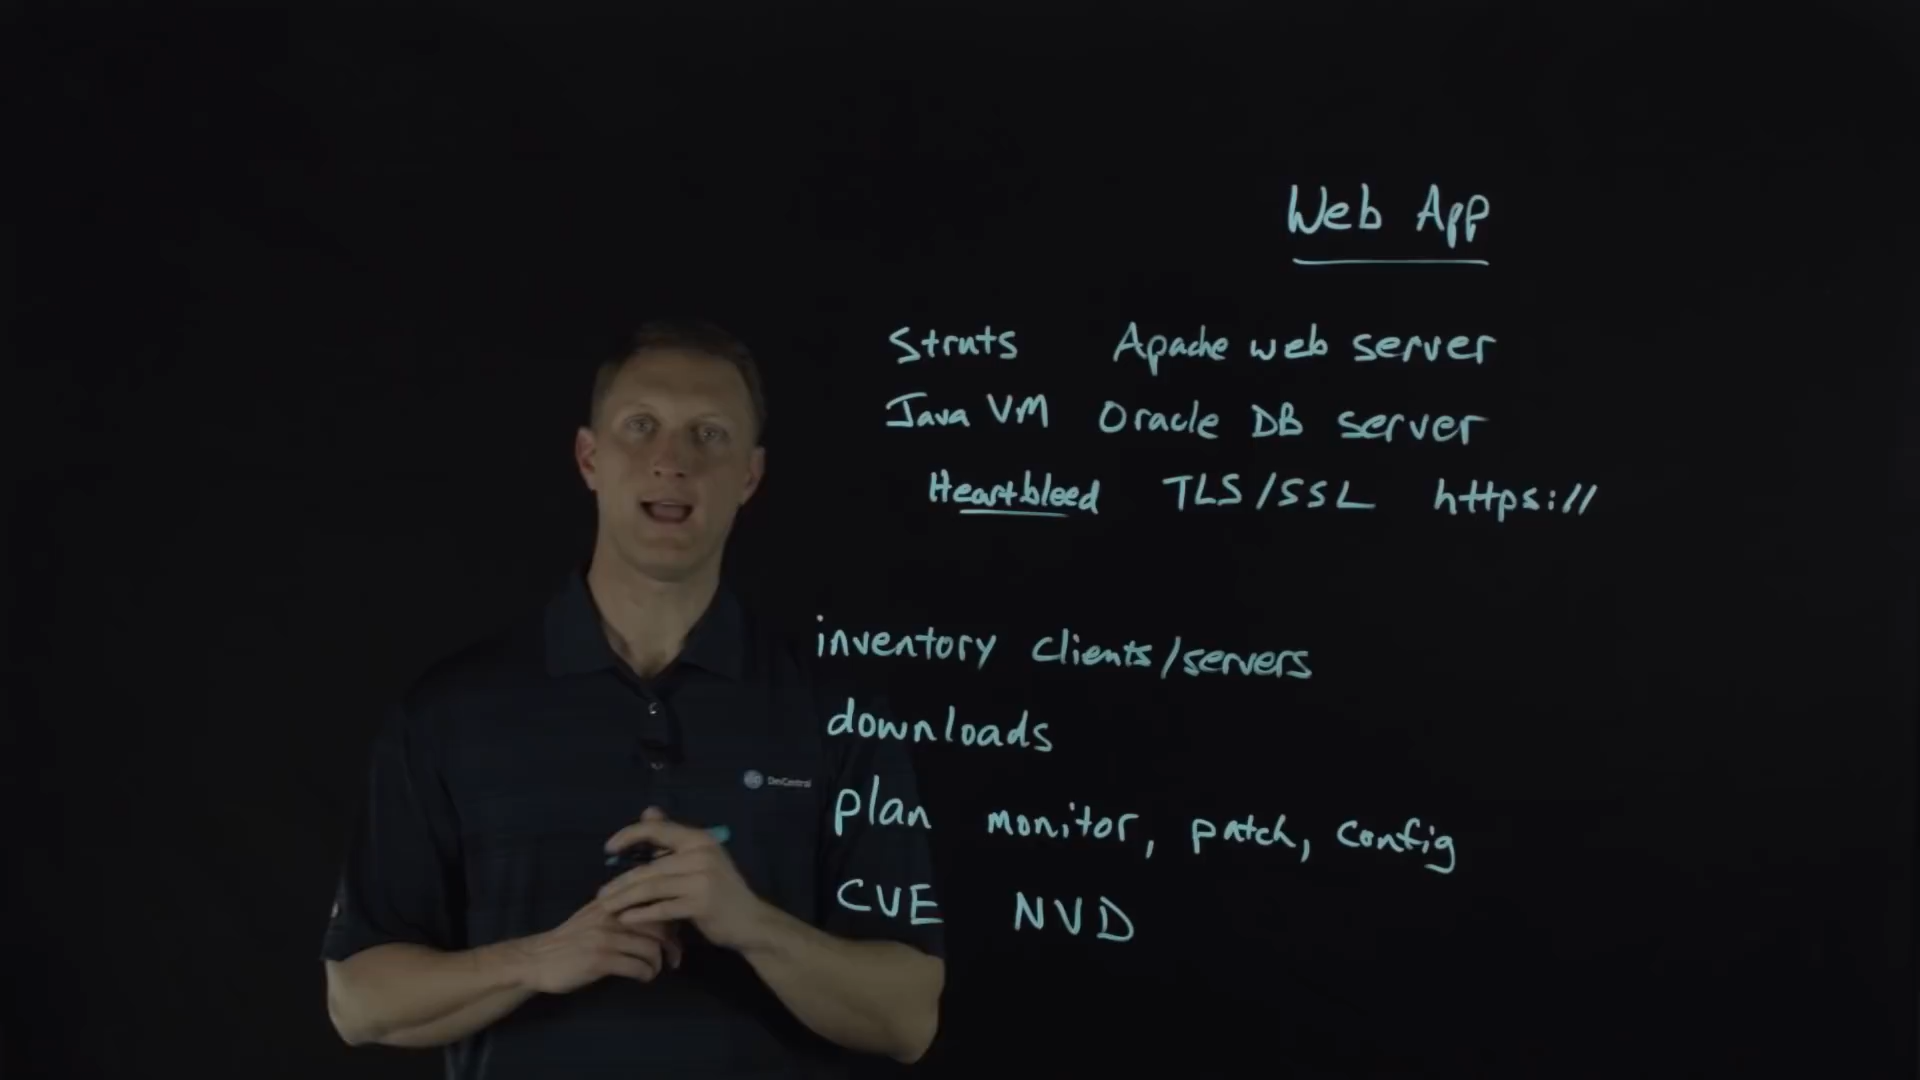 Web App
Struts Apache web server
Java VM Oracle DB server
Heartbleed TLS/SSL https://
inventory clients/servers
downloads
DevCentral
plan monitor, patch, config
CVE NVD